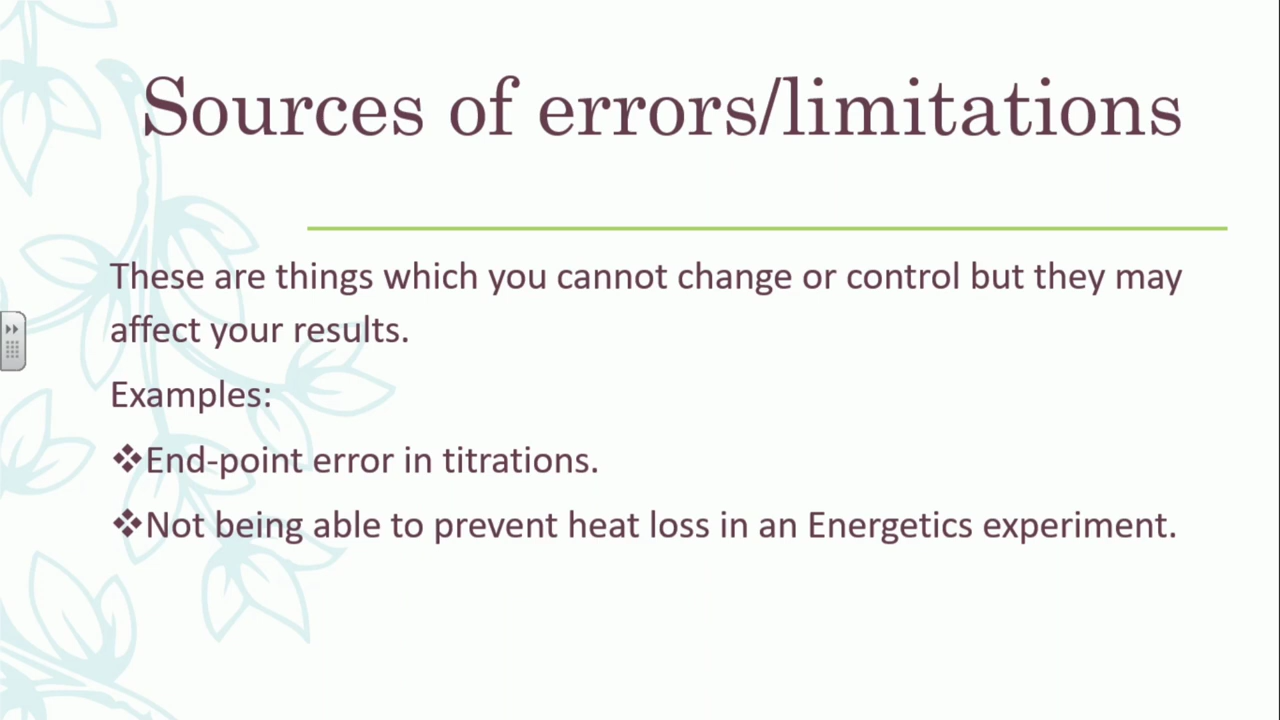 Sources of errors/limitations
These are things which you cannot change or control but they may
affect your results.
Examples:
❖End-point error in titrations.
❖Not being able to prevent heat loss in an Energetics experiment.